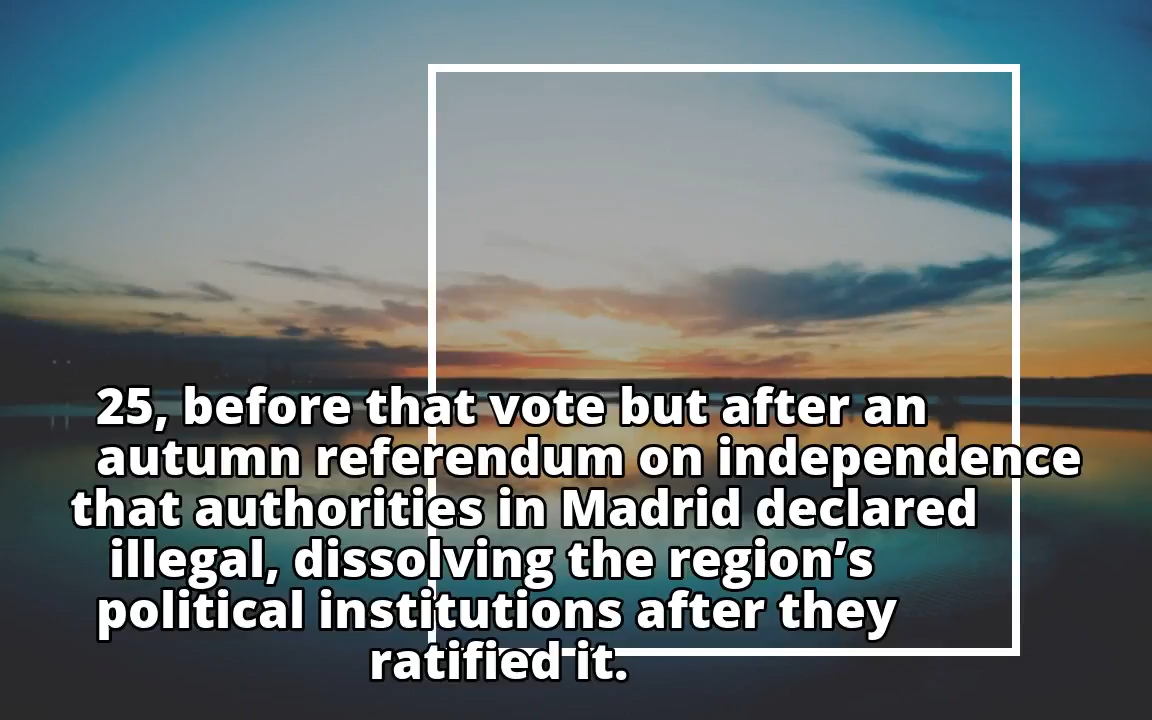 25, before that vote but after an
autumn referendum on independence
that authorities in Madrid declared
illegal, dissolving the region’s
political institutions after they
ratified it.